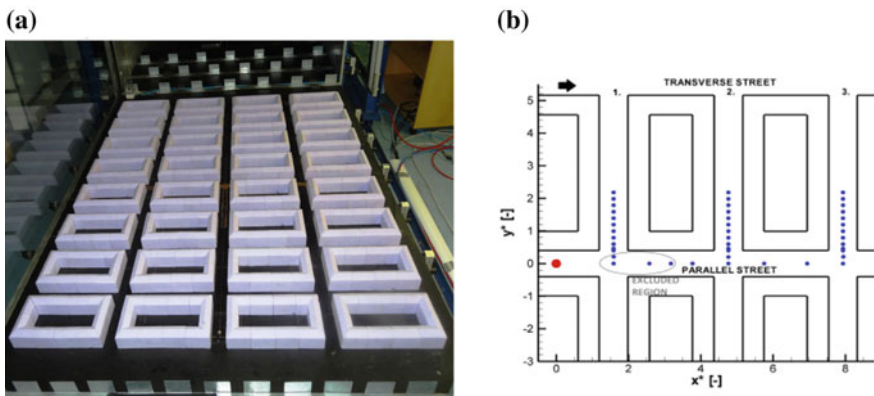 (a)
(b)
TRANSVERSE STREET
1.
2.
3.
5
4
3
2
1
0
-1
-2
-3
y* [-]
PARALLEL STREET
EXCLUDED
REGION
0
2
4
6
8
x* [-]